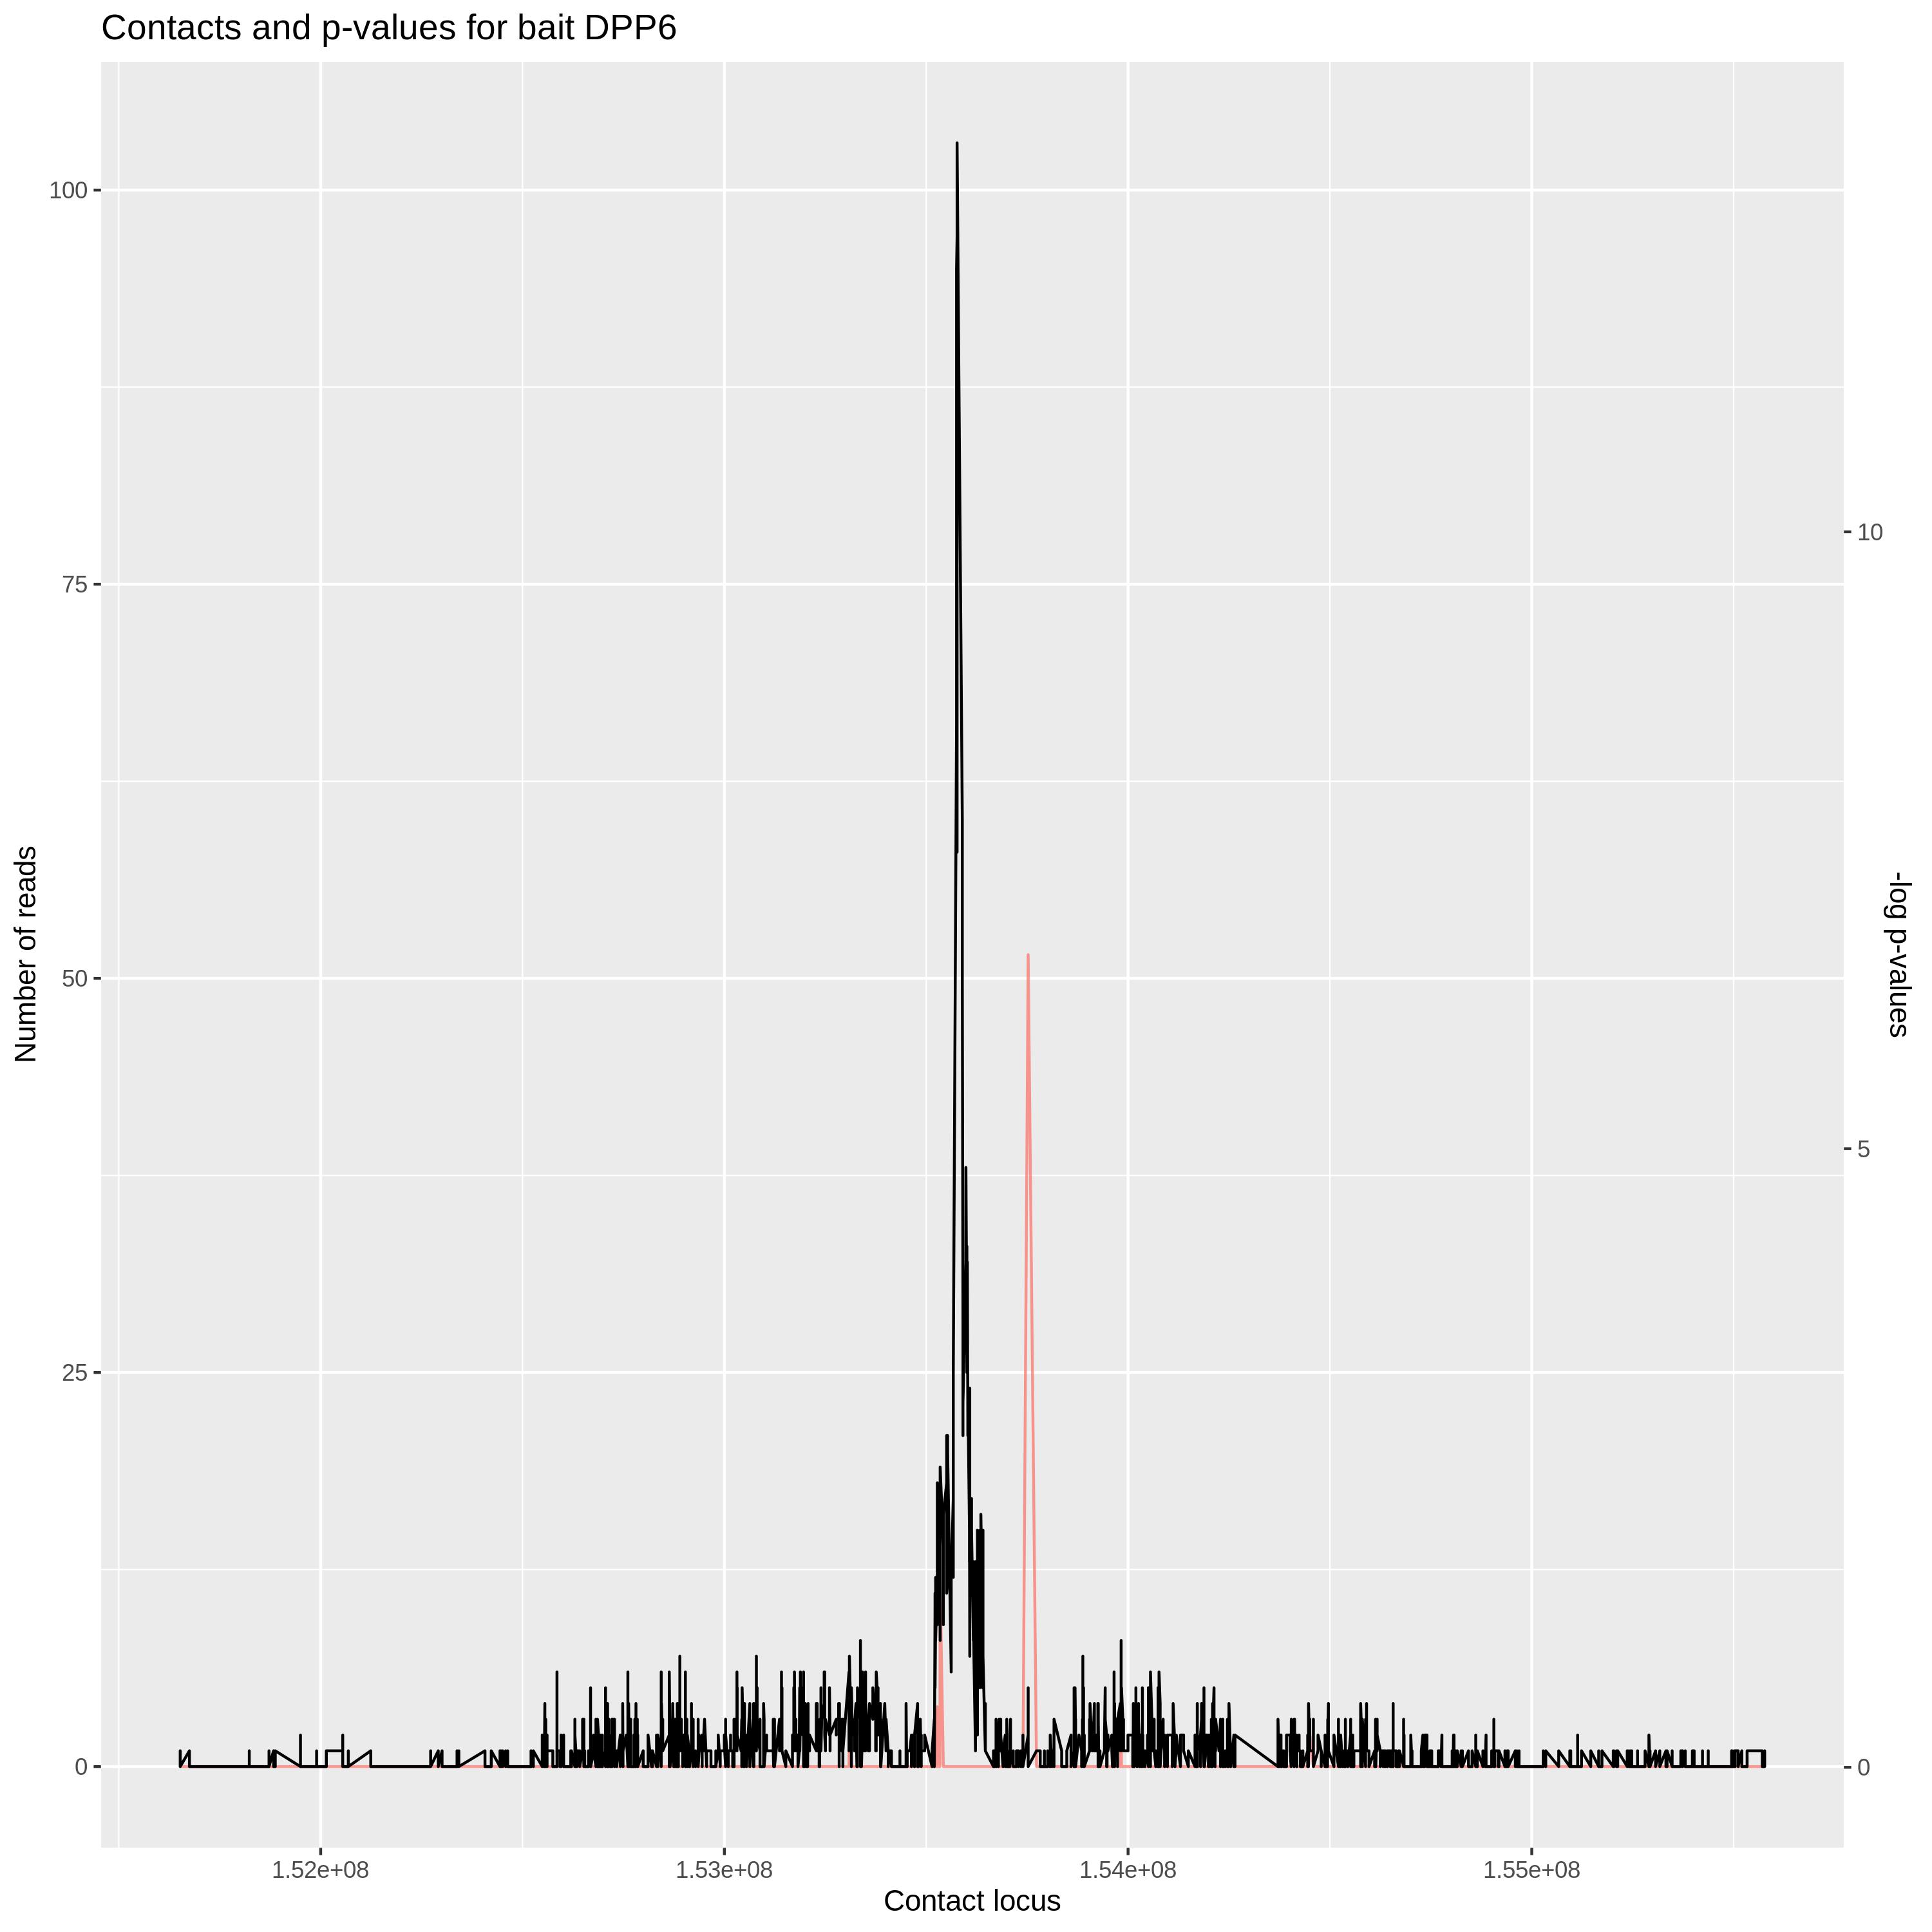 Contacts and p-values for bait DPP6
100
75
50
25
0
Number of reads
10
5
0
-log p-values
1.52e+08
1.53e+08
1.54e+08
1.55e+08
Contact locus